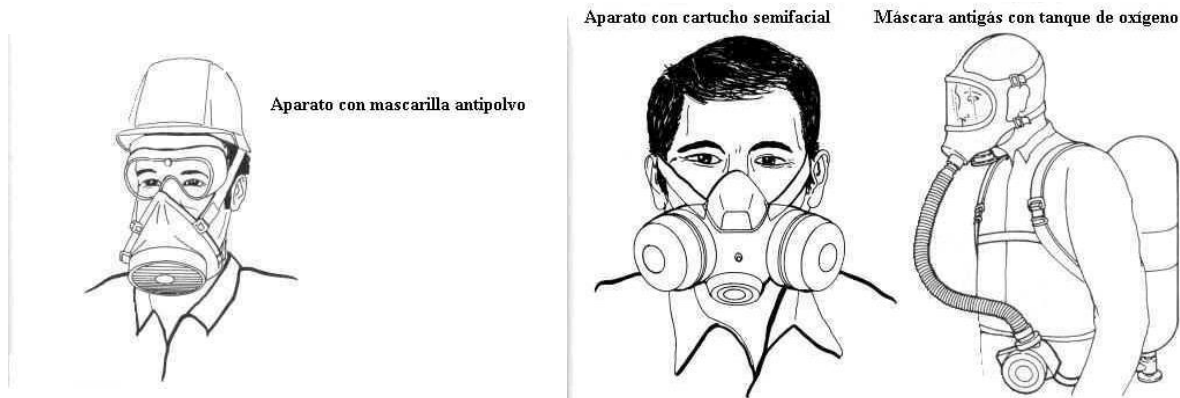 Aparato con mascarilla antipolvo
Aparato con cartucho semifacial
Máscara antigás con tanque de oxígeno